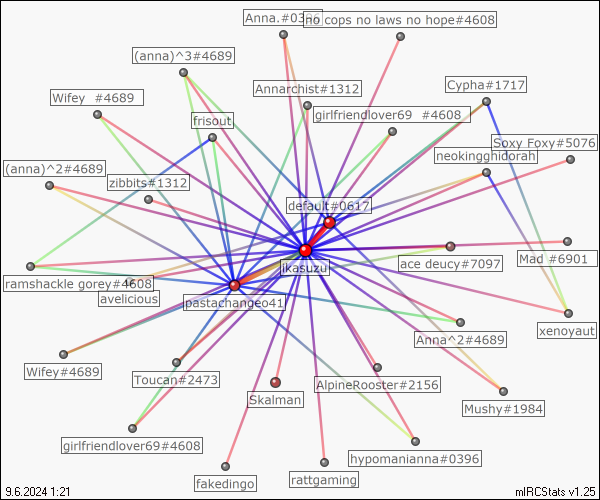 Anna.#0396
no cops no laws no hope#4608
(anna)^3#4689
Annarchist#1312
Cypha#1717
Wifey  #4689
girlfriendlover69  #4608
frisout
Soxy Foxy#5076
neokingghidorah
(anna)^2#4689
zibbits#1312
default#0617
ikasuzu
ace deucy#7097
Mad #6901
ramshackle gorey#4608
avelicious
pastachangeo41
xenoyaut
Anna^2#4689
Wifey#4689
Toucan#2473
AlpineRooster#2156
Skalman
Mushy#1984
girlfriendlover69#4608
hypomanianna#0396
fakedingo
rattgaming
9.6.2024 1:21
mIRCStats v1.25